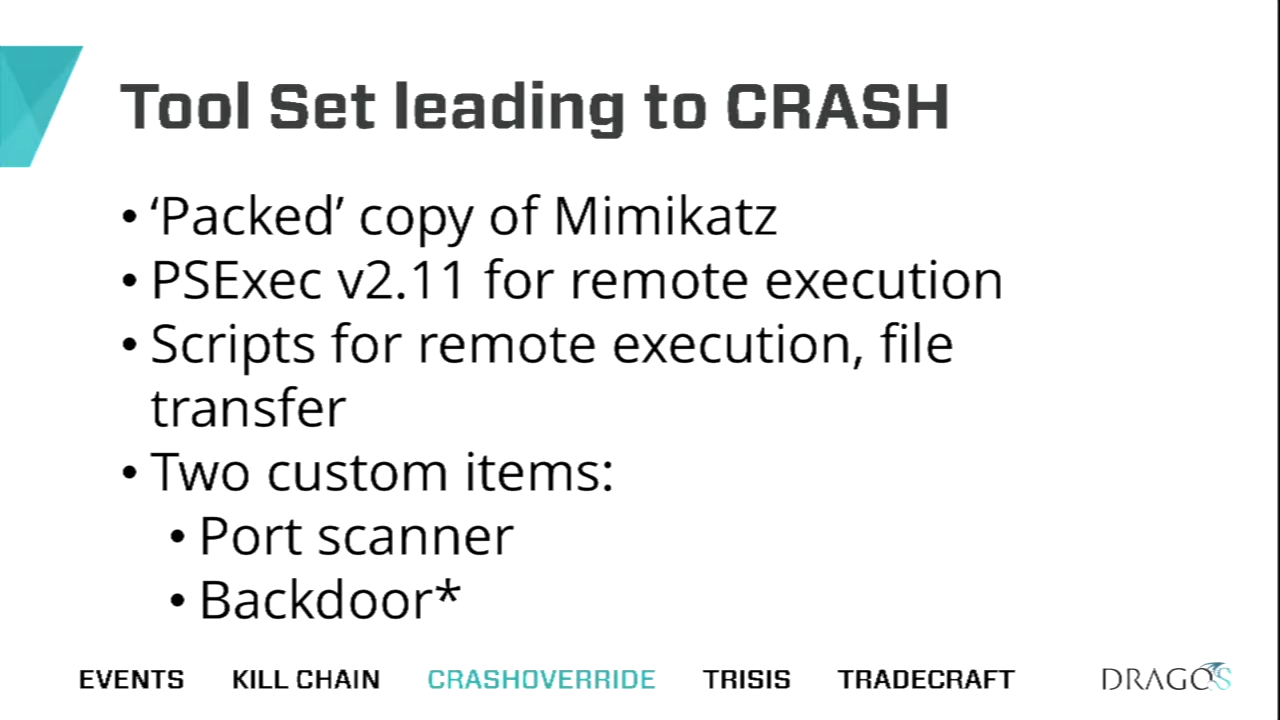 Tool Set leading to CRASH
• ‘Packed’ copy of Mimikatz
• PSExec v2.11 for remote execution
• Scripts for remote execution, file
transfer
• Two custom items:
• Port scanner
• Backdoor*
EVENTS KILL CHAIN CRASHOVERRIDE TRISIS TRADECRAFT DRAGOS